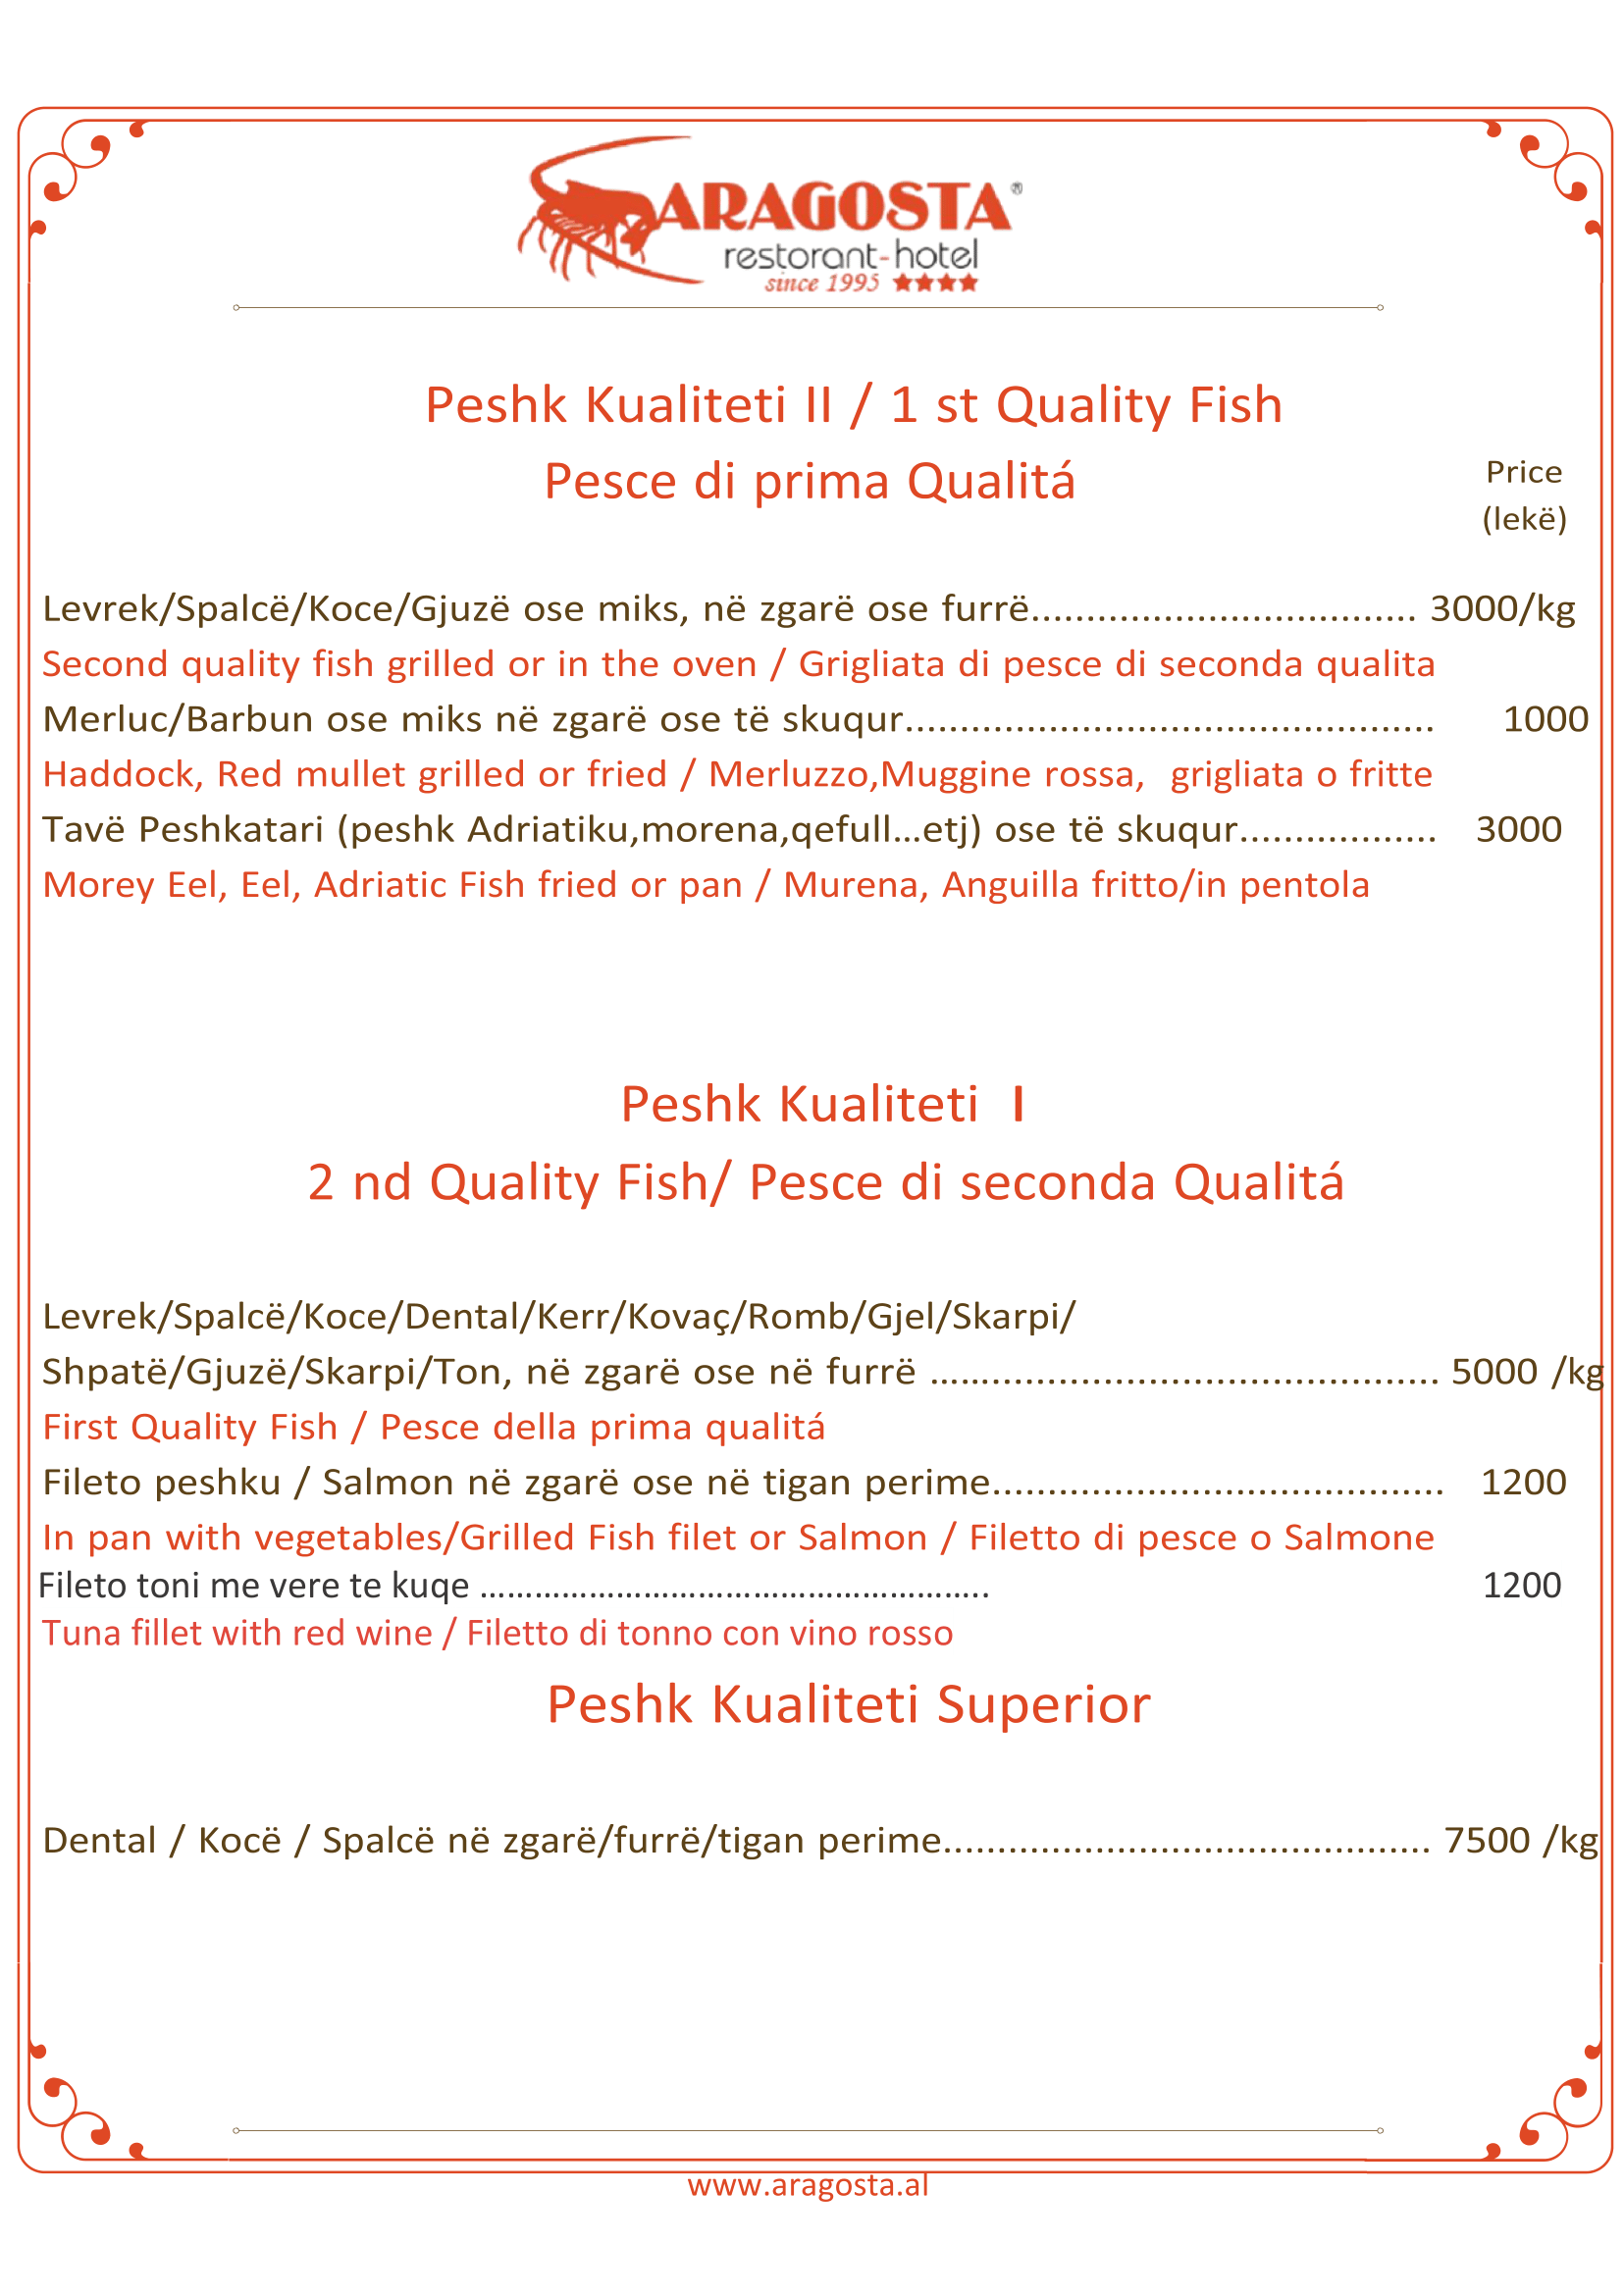 ARAGOSTA®
restorant-hotel
since 1995 ★★★★
Peshk Kualiteti II / 1 st Quality Fish
Pesce di prima Qualitá
Price
(lekë)
Levrek/Spalcë/Koce/Gjuzë ose miks, në zgarë ose furrë................................... 3000/kg
Second quality fish grilled or in the oven / Grigliata di pesce di seconda qualita
Merluc/Barbun ose miks në zgarë ose të skuqur................................................ 1000
Haddock, Red mullet grilled or fried / Merluzzo,Muggine rossa, grigliata o fritte
Tavë Peshkatari (peshk Adriatiku,morena,qefull...etj) ose të skuqur.................. 3000
Morey Eel, Eel, Adriatic Fish fried or pan / Murena, Anguilla fritto/in pentola
Peshk Kualiteti I
2 nd Quality Fish/ Pesce di seconda Qualitá
Levrek/Spalcë/Koce/Dental/Kerr/Kovaç/Romb/Gjel/Skarpi/
Shpatë/Gjuzë/Skarpi/Ton, në zgarë ose në furrë .............................................. 5000 /kg
First Quality Fish / Pesce della prima qualitá
Fileto peshku / Salmon në zgarë ose në tigan perime......................................... 1200
In pan with vegetables/Grilled Fish filet or Salmon / Filetto di pesce o Salmone
Fileto toni me vere te kuqe ........................................................ 1200
Tuna fillet with red wine / Filetto di tonno con vino rosso
Peshk Kualiteti Superior
Dental / Kocë / Spalcë në zgarë/furrë/tigan perime............................................ 7500 /kg
www.aragosta.al